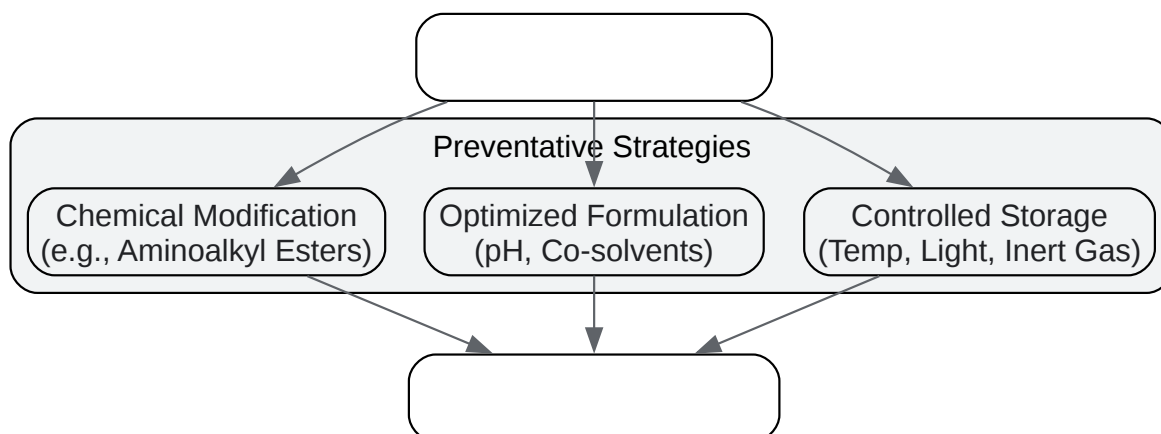 Preventative Strategies
Chemical Modification
(e.g., Aminoalkyl Esters)
Optimized Formulation
(pH, Co-solvents)
Controlled Storage
(Temp, Light, Inert Gas)